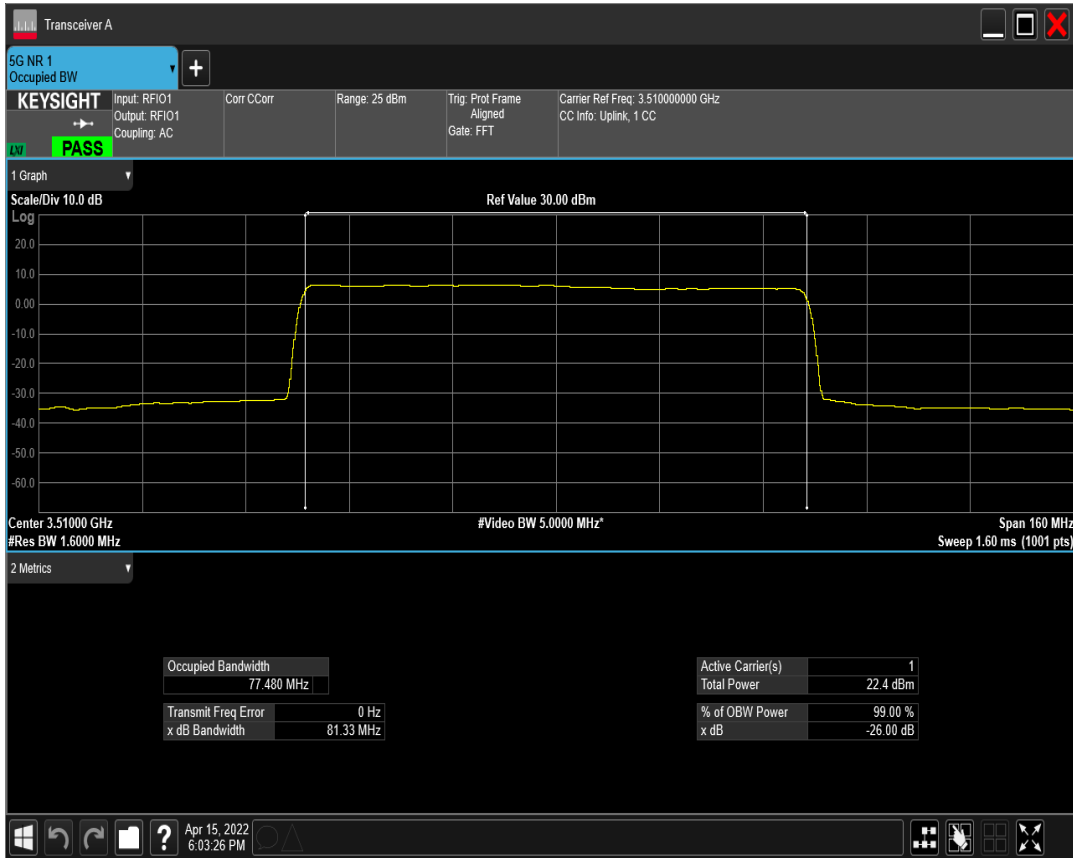 Transceiver A
5G NR 1
Occupied BW
KEYSIGHT
LXI
PASS
Input: RFIO1
Output: RFIO1
Coupling: AC
Corr CCorr
Range: 25 dBm
Trig: Prot Frame
Aligned
Gate: FFT
Carrier Ref Freq: 3.510000000 GHz
CC Info: Uplink, 1 CC
1 Graph
Scale/Div 10.0 dB
Ref Value 30.00 dBm
Log
20.0
10.0
0.00
-10.0
-20.0
-30.0
-40.0
-50.0
-60.0
Center 3.51000 GHz
#Video BW 5.0000 MHz*
Span 160 MHz
#Res BW 1.6000 MHz
Sweep 1.60 ms (1001 pts)
2 Metrics
Occupied Bandwidth
77.480 MHz
Transmit Freq Error 0 Hz
x dB Bandwidth 81.33 MHz
Active Carrier(s) 1
Total Power 22.4 dBm
% of OBW Power 99.00 %
x dB -26.00 dB
Apr 15, 2022
6:03:26 PM